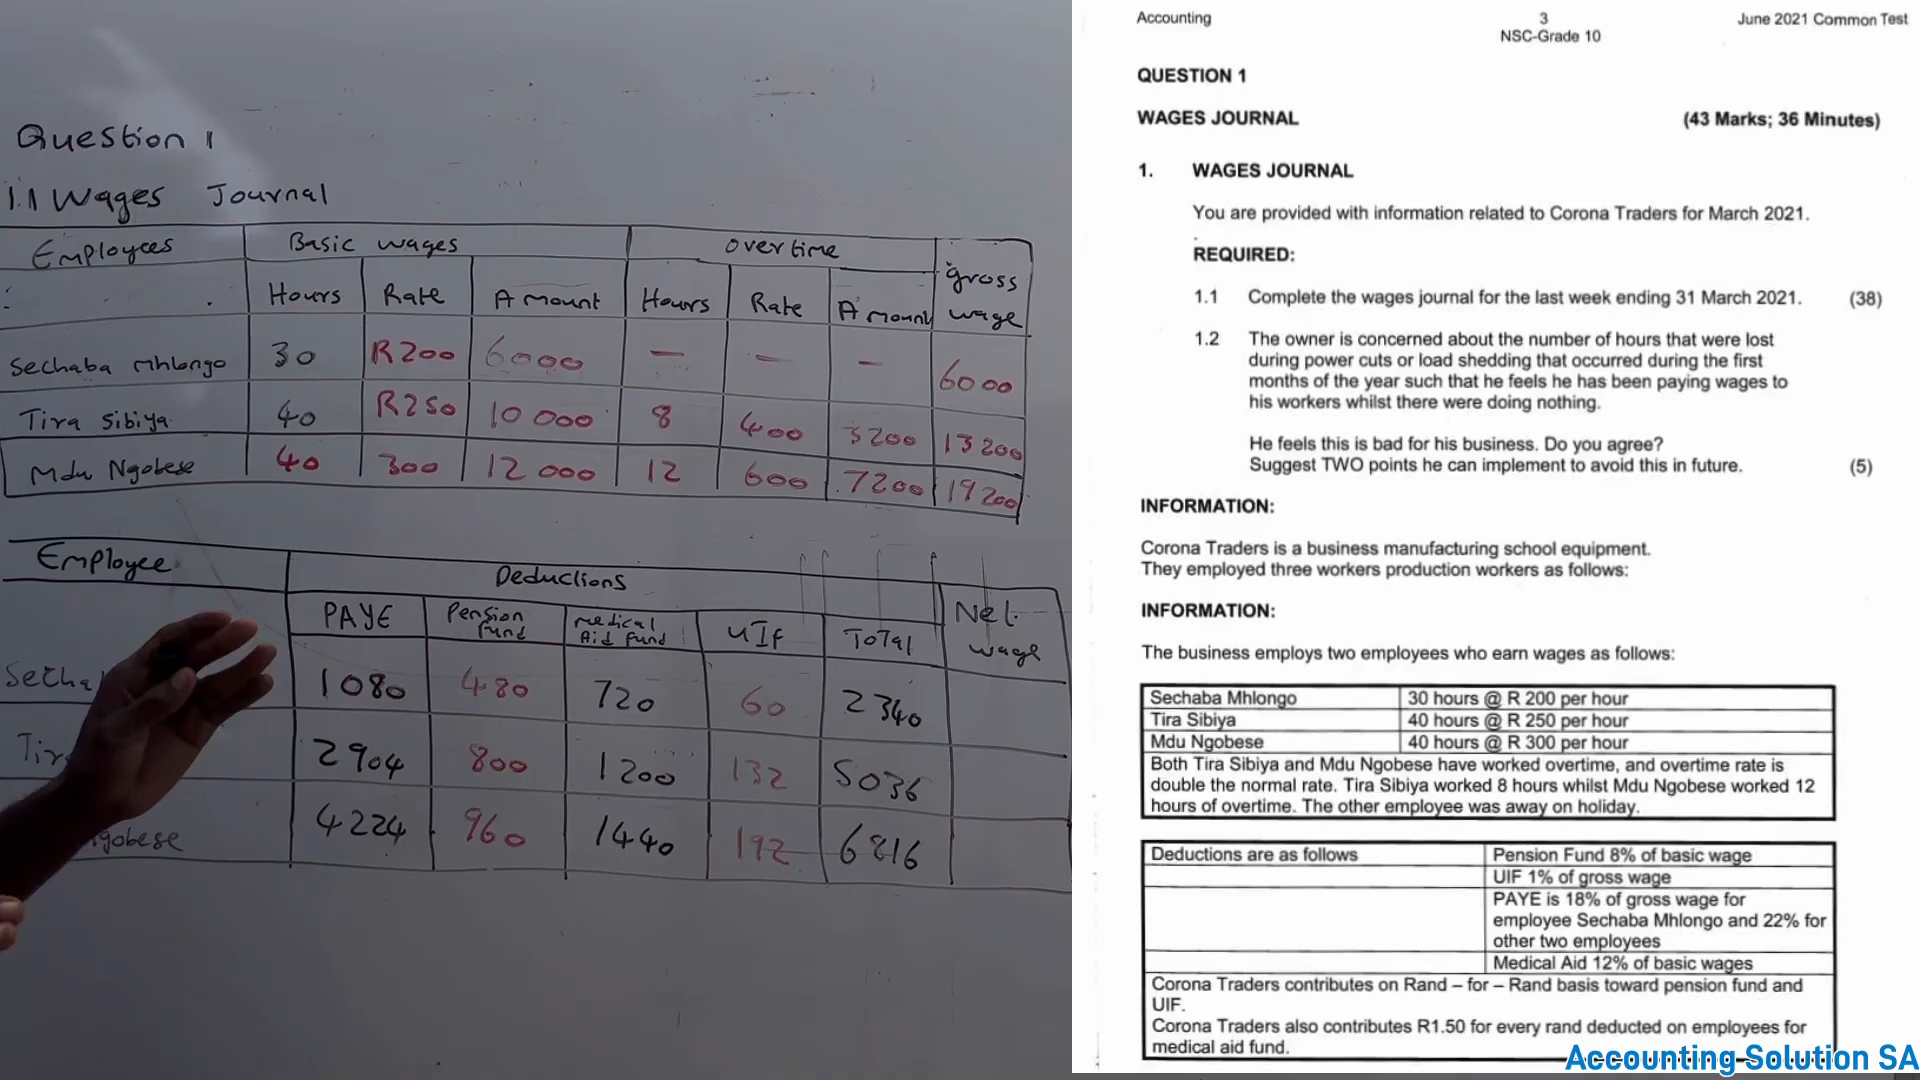 Question 1
1.1 Wages Journal
Employees Basic wages overtime gross wage
Hours Rate Amount Hours Rate Amount
Sechaba Mhlongo 30 R200 6000 — — — 6000
Tira Sibiya 40 R250 10 000 8 400 3200 13 200
Mdu Ngobese 40 300 12 000 12 600 7200 19 200
Employee Deductions Net wage
PAYE Pension fund medical Aid fund UIf Total
Secha 1080 480 720 60 2340
Tir 2904 800 1200 132 5036
gobese 4224 960 1440 192 6816
Accounting 3 June 2021 Common Test
NSC-Grade 10
QUESTION 1
WAGES JOURNAL (43 Marks; 36 Minutes)
1. WAGES JOURNAL
You are provided with information related to Corona Traders for March 2021.
REQUIRED:
1.1 Complete the wages journal for the last week ending 31 March 2021. (38)
1.2 The owner is concerned about the number of hours that were lost
during power cuts or load shedding that occurred during the first
months of the year such that he feels he has been paying wages to
his workers whilst there were doing nothing.
He feels this is bad for his business. Do you agree?
Suggest TWO points he can implement to avoid this in future. (5)
INFORMATION:
Corona Traders is a business manufacturing school equipment.
They employed three workers production workers as follows:
INFORMATION:
The business employs two employees who earn wages as follows:
Sechaba Mhlongo 30 hours @ R 200 per hour
Tira Sibiya 40 hours @ R 250 per hour
Mdu Ngobese 40 hours @ R 300 per hour
Both Tira Sibiya and Mdu Ngobese have worked overtime, and overtime rate is
double the normal rate. Tira Sibiya worked 8 hours whilst Mdu Ngobese worked 12
hours of overtime. The other employee was away on holiday.
Deductions are as follows Pension Fund 8% of basic wage
UIF 1% of gross wage
PAYE is 18% of gross wage for
employee Sechaba Mhlongo and 22% for
other two employees
Medical Aid 12% of basic wages
Corona Traders contributes on Rand – for – Rand basis toward pension fund and
UIF.
Corona Traders also contributes R1.50 for every rand deducted on employees for
medical aid fund.
Accounting Solution SA